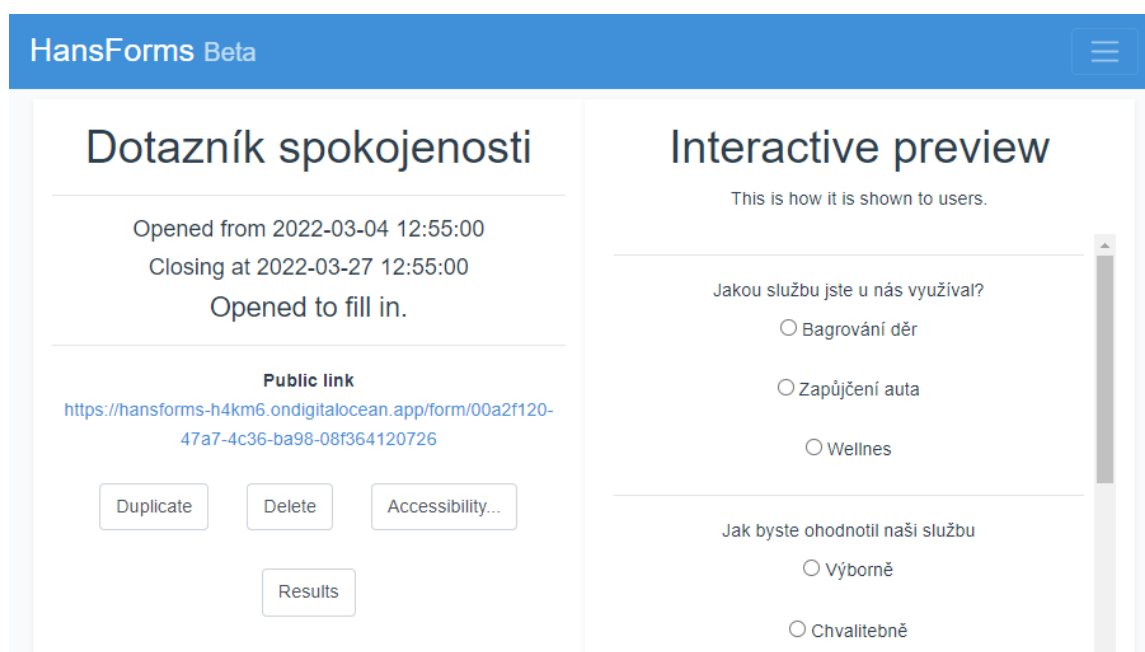 HansForms Beta
Dotazník spokojenosti
Opened from 2022-03-04 12:55:00
Closing at 2022-03-27 12:55:00
Opened to fill in.
Public link
https://hansforms-h4km6.ondigitalocean.app/form/00a2f120-
47a7-4c36-ba98-08f364120726
Duplicate
Delete
Accessibility...
Results
Interactive preview
This is how it is shown to users.
Jakou službu jste u nás využíval?
Bagrování děr
Zapůjčení auta
Wellnes
Jak byste ohodnotil naši službu
Výborně
Chvalitebně